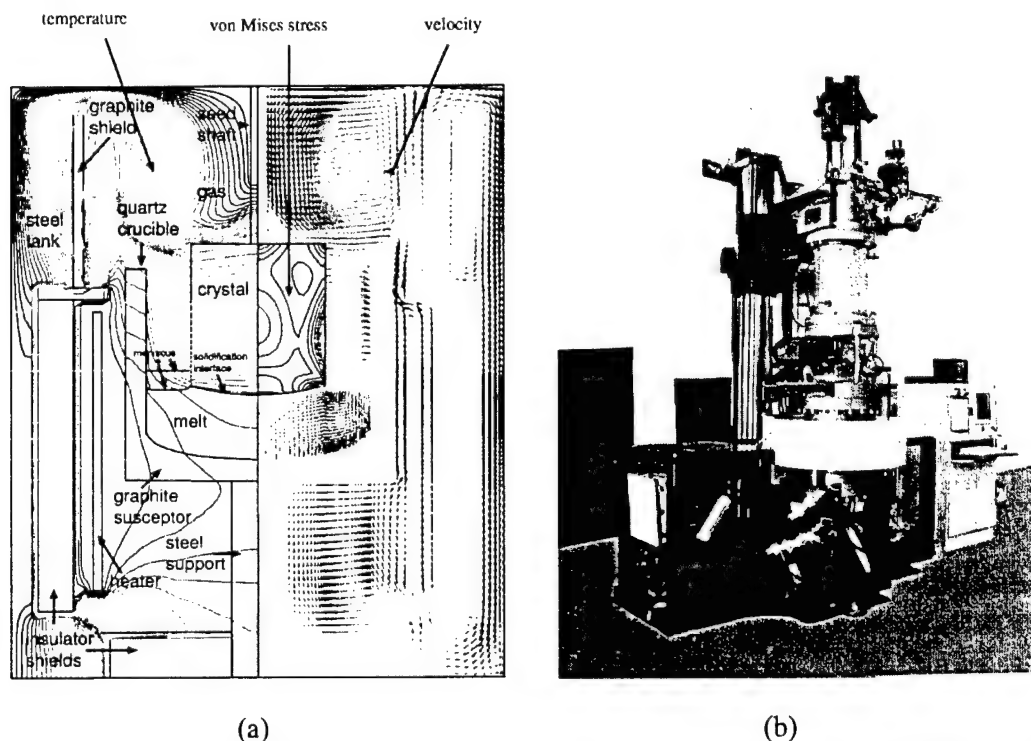 temperature
von Mises stress
velocity
graphite
shield
seed
shaft
gas
steel
tank
quartz
crucible
crystal
meniscus
solidification
interface
melt
graphite
susceptor
steel
support
heater
insulator
shields
(a)
(b)